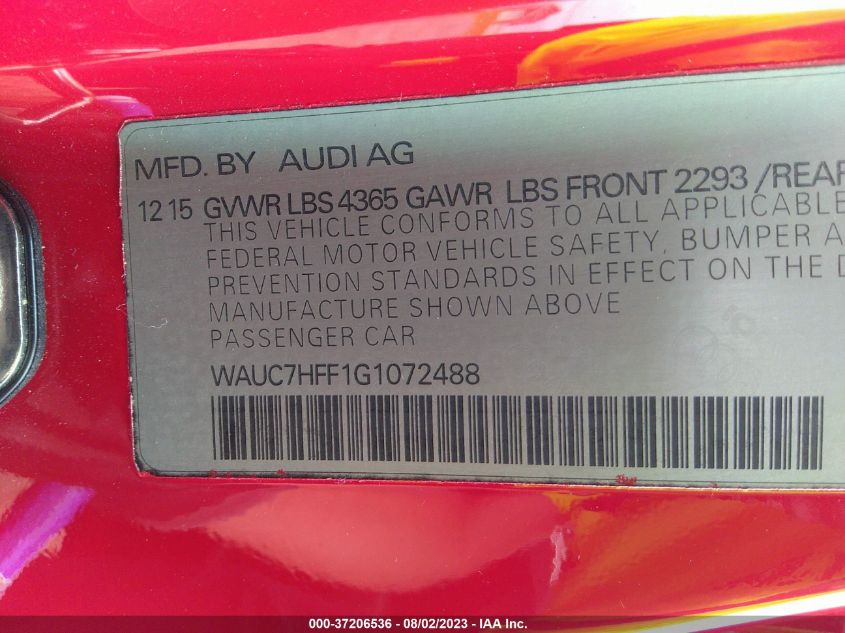 MFD. BY AUDI AG
12 15 GVWR LBS 4365 GAWR LBS FRONT 2293 /REAR
THIS VEHICLE CONFORMS TO ALL APPLICABLE
FEDERAL MOTOR VEHICLE SAFETY, BUMPER A
PREVENTION STANDARDS IN EFFECT ON THE D
MANUFACTURE SHOWN ABOVE
PASSENGER CAR
WAUC7HFF1G1072488
000-37206536 - 08/02/2023 - IAA Inc.